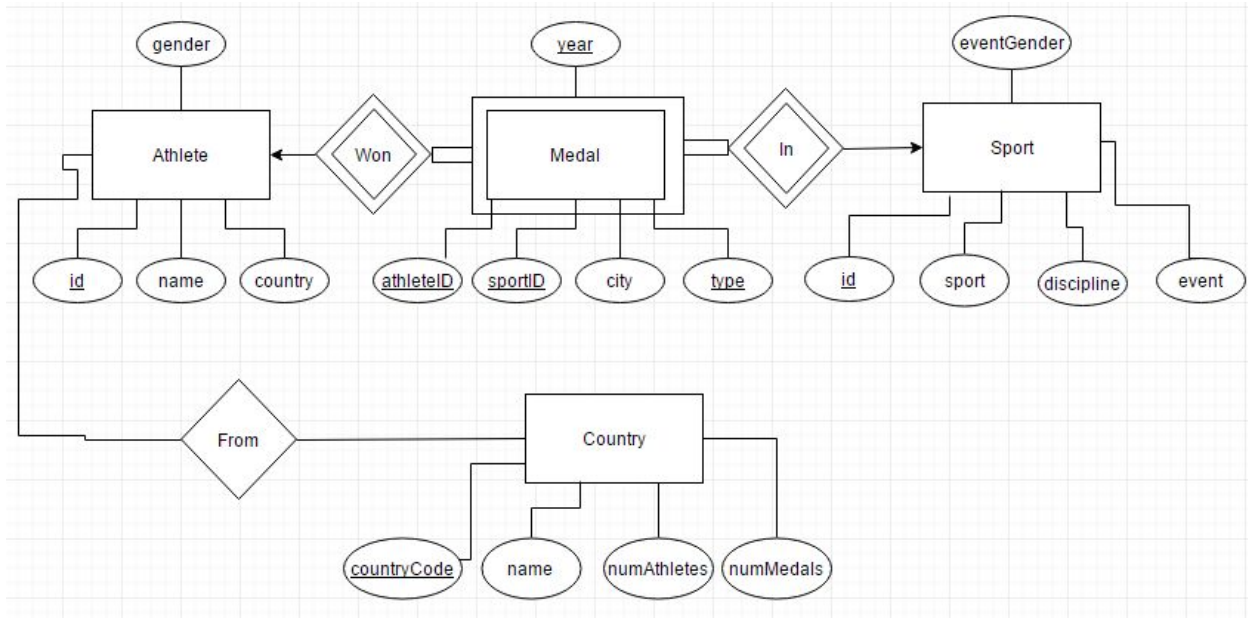 gender
year
eventGender
Athlete
Won
Medal
In
Sport
id
name
country
athleteID
sportID
city
type
id
sport
discipline
event
From
Country
countryCode
name
numAthletes
numMedals